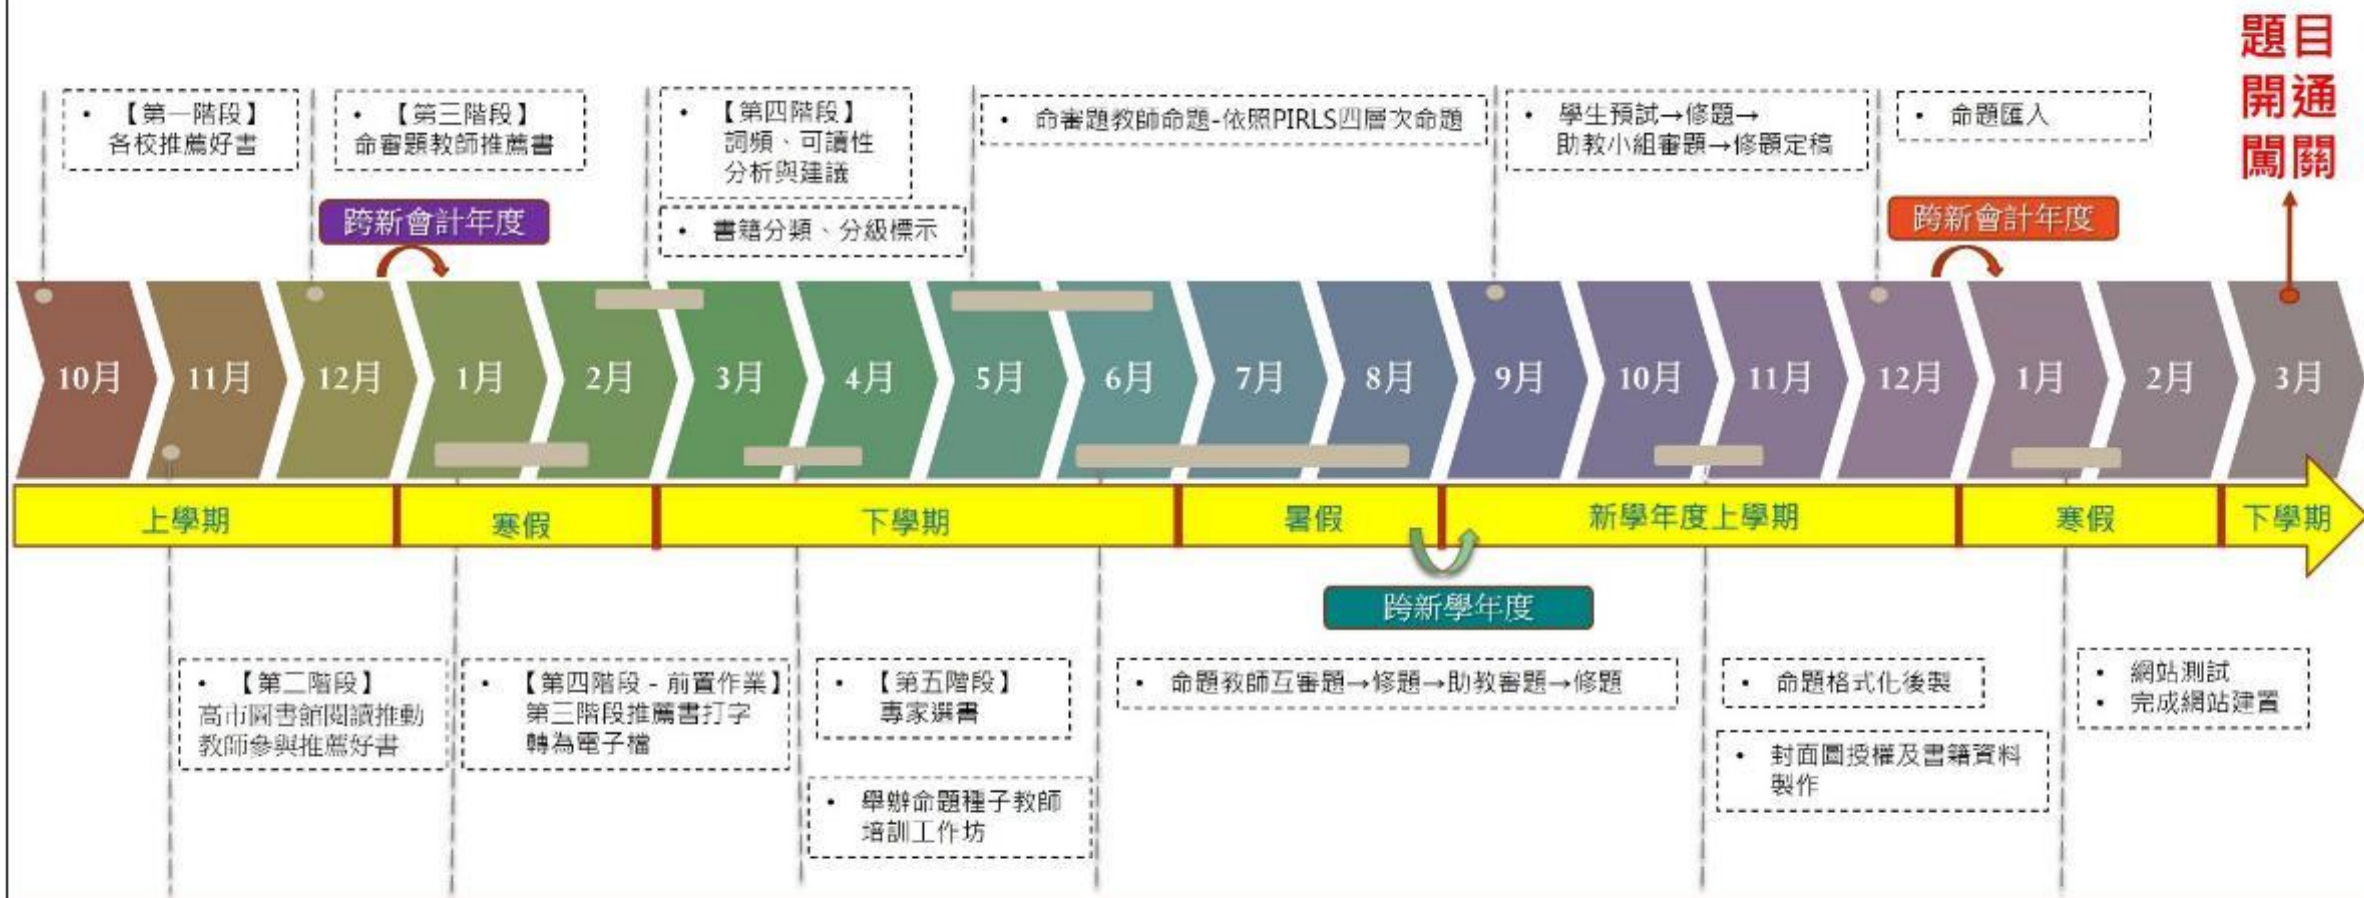 題目
開通
闖關
• 【第一階段】
各校推薦好書
• 【第三階段】
命審題教師推薦書
• 【第四階段】
詞頻、可讀性
分析與建議
• 書籍分類、分級標示
• 命審題教師命題-依照PIRLS四層次命題
• 學生預試→修題→
助教小組審題→修題定稿
• 命題匯入
跨新會計年度
跨新會計年度
10月
11月
12月
1月
2月
3月
4月
5月
6月
7月
8月
9月
10月
11月
12月
1月
2月
3月
上學期
寒假
下學期
暑假
新學年度上學期
寒假
下學期
跨新學年度
• 【第二階段】
高市圖書館閱讀推動
教師參與推薦好書
• 【第四階段 - 前置作業】
第三階段推薦書打字
轉為電子檔
• 【第五階段】
專家選書
• 舉辦命題種子教師
培訓工作坊
• 命題教師互審題→修題→助教審題→修題
• 命題格式化後製
• 封面圖授權及書籍資料
製作
• 網站測試
• 完成網站建置